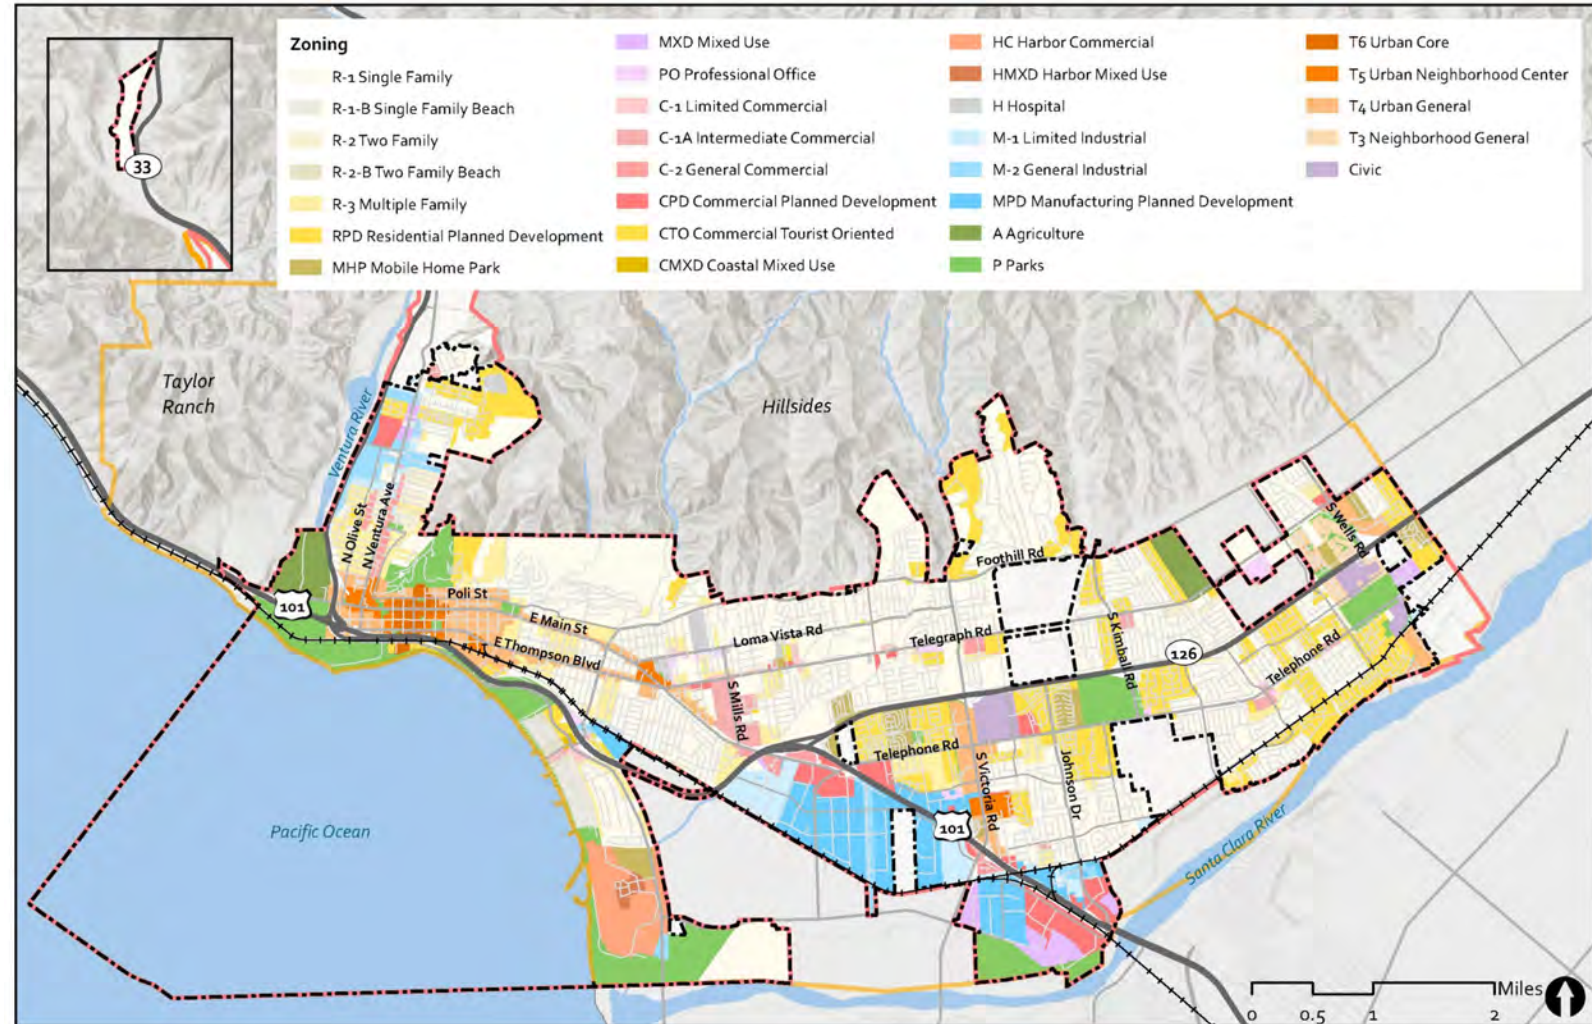 Zoning
R-1 Single Family
R-1-B Single Family Beach
R-2 Two Family
R-2-B Two Family Beach
R-3 Multiple Family
RPD Residential Planned Development
MHP Mobile Home Park
MXD Mixed Use
PO Professional Office
C-1 Limited Commercial
C-1A Intermediate Commercial
C-2 General Commercial
CPD Commercial Planned Development
CTO Commercial Tourist Oriented
CMXD Coastal Mixed Use
HC Harbor Commercial
HMXD Harbor Mixed Use
H Hospital
M-1 Limited Industrial
M-2 General Industrial
MPD Manufacturing Planned Development
A Agriculture
P Parks
T6 Urban Core
T5 Urban Neighborhood Center
T4 Urban General
T3 Neighborhood General
Civic
33
Taylor
Ranch
Ventura River
Hillsides
N Olive St
N Ventura Ave
S Wells Rd
Foothill Rd
101
Poli St
E Main St
E Thompson Blvd
Loma Vista Rd
Telegraph Rd
S Kimball Rd
126
Telephone Rd
S Mills Rd
Telephone Rd
S Victoria Rd
Johnson Dr
101
Pacific Ocean
Santa Clara River
Miles
0 0.5 1 2